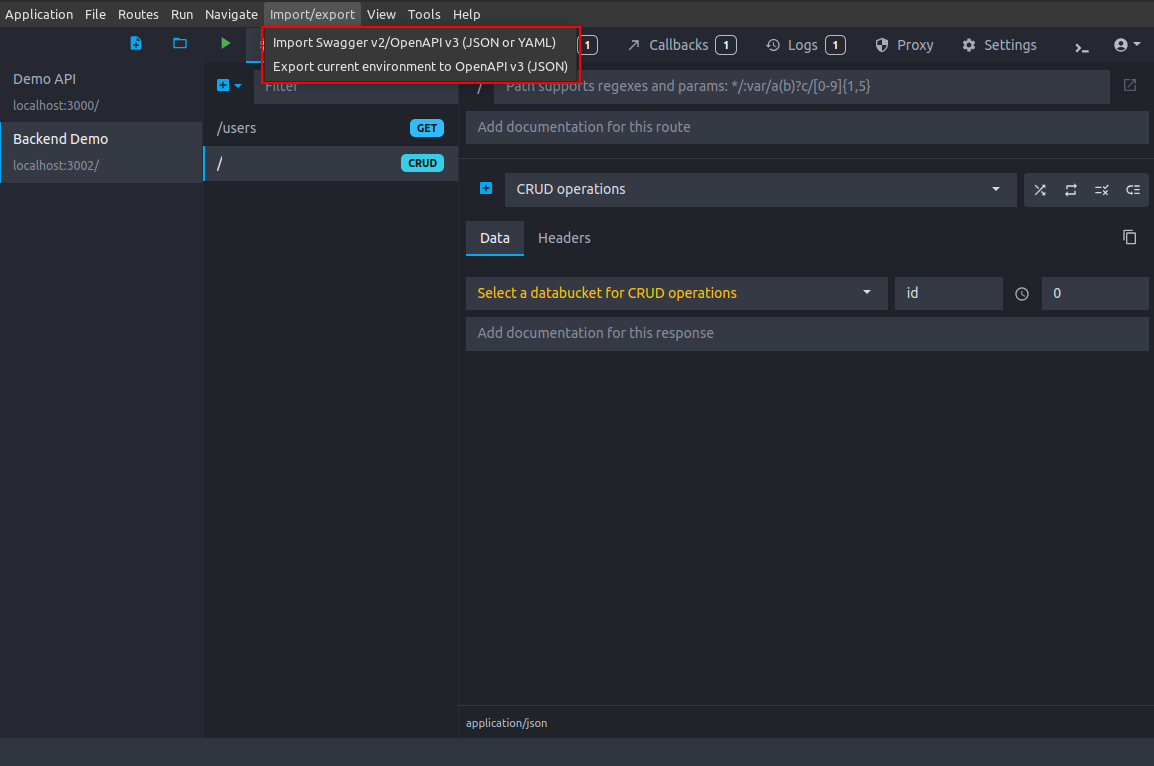 Application File Routes Run Navigate Import/export View Tools Help
Import Swagger v2/OpenAPI v3 (JSON or YAML)
Export current environment to OpenAPI v3 (JSON)
1 Callbacks 1 Logs 1 Proxy Settings
Demo API
localhost:3000/
Backend Demo
localhost:3002/
Filter
/users GET
/ CRUD
/ Path supports regexes and params: */:var/a(b)?c/[0-9]{1,5}
Add documentation for this route
CRUD operations
Data Headers
Select a databucket for CRUD operations id 0
Add documentation for this response
application/json